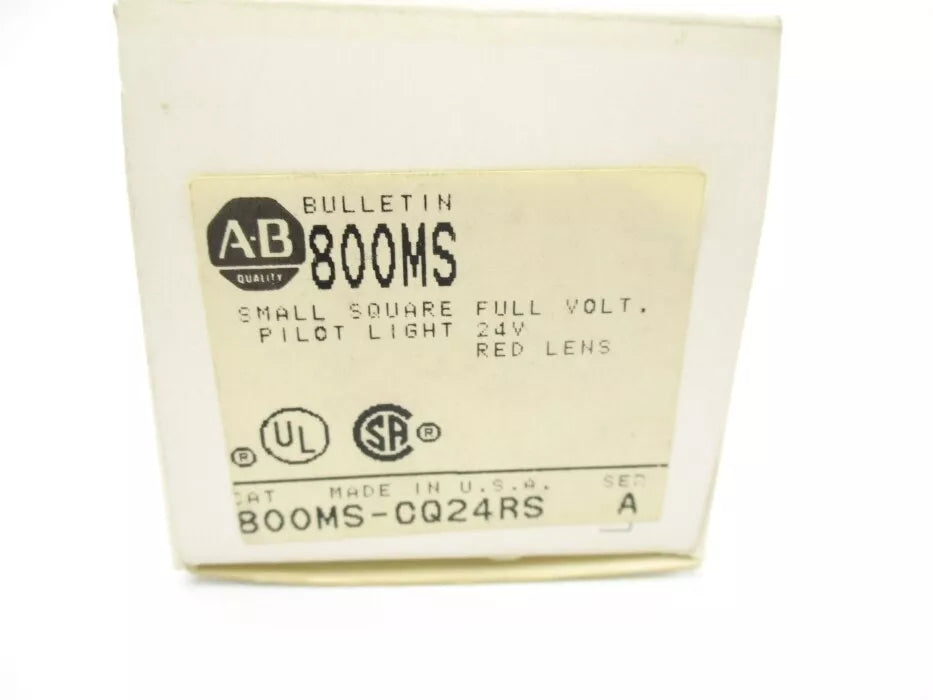 BULLETIN
A·B
QUALITY
800MS
SMALL SQUARE FULL VOLT.
PILOT LIGHT 24V
RED LENS
® UL SA ®
CAT MADE IN U.S.A. SER
800MS-CQ24RS A